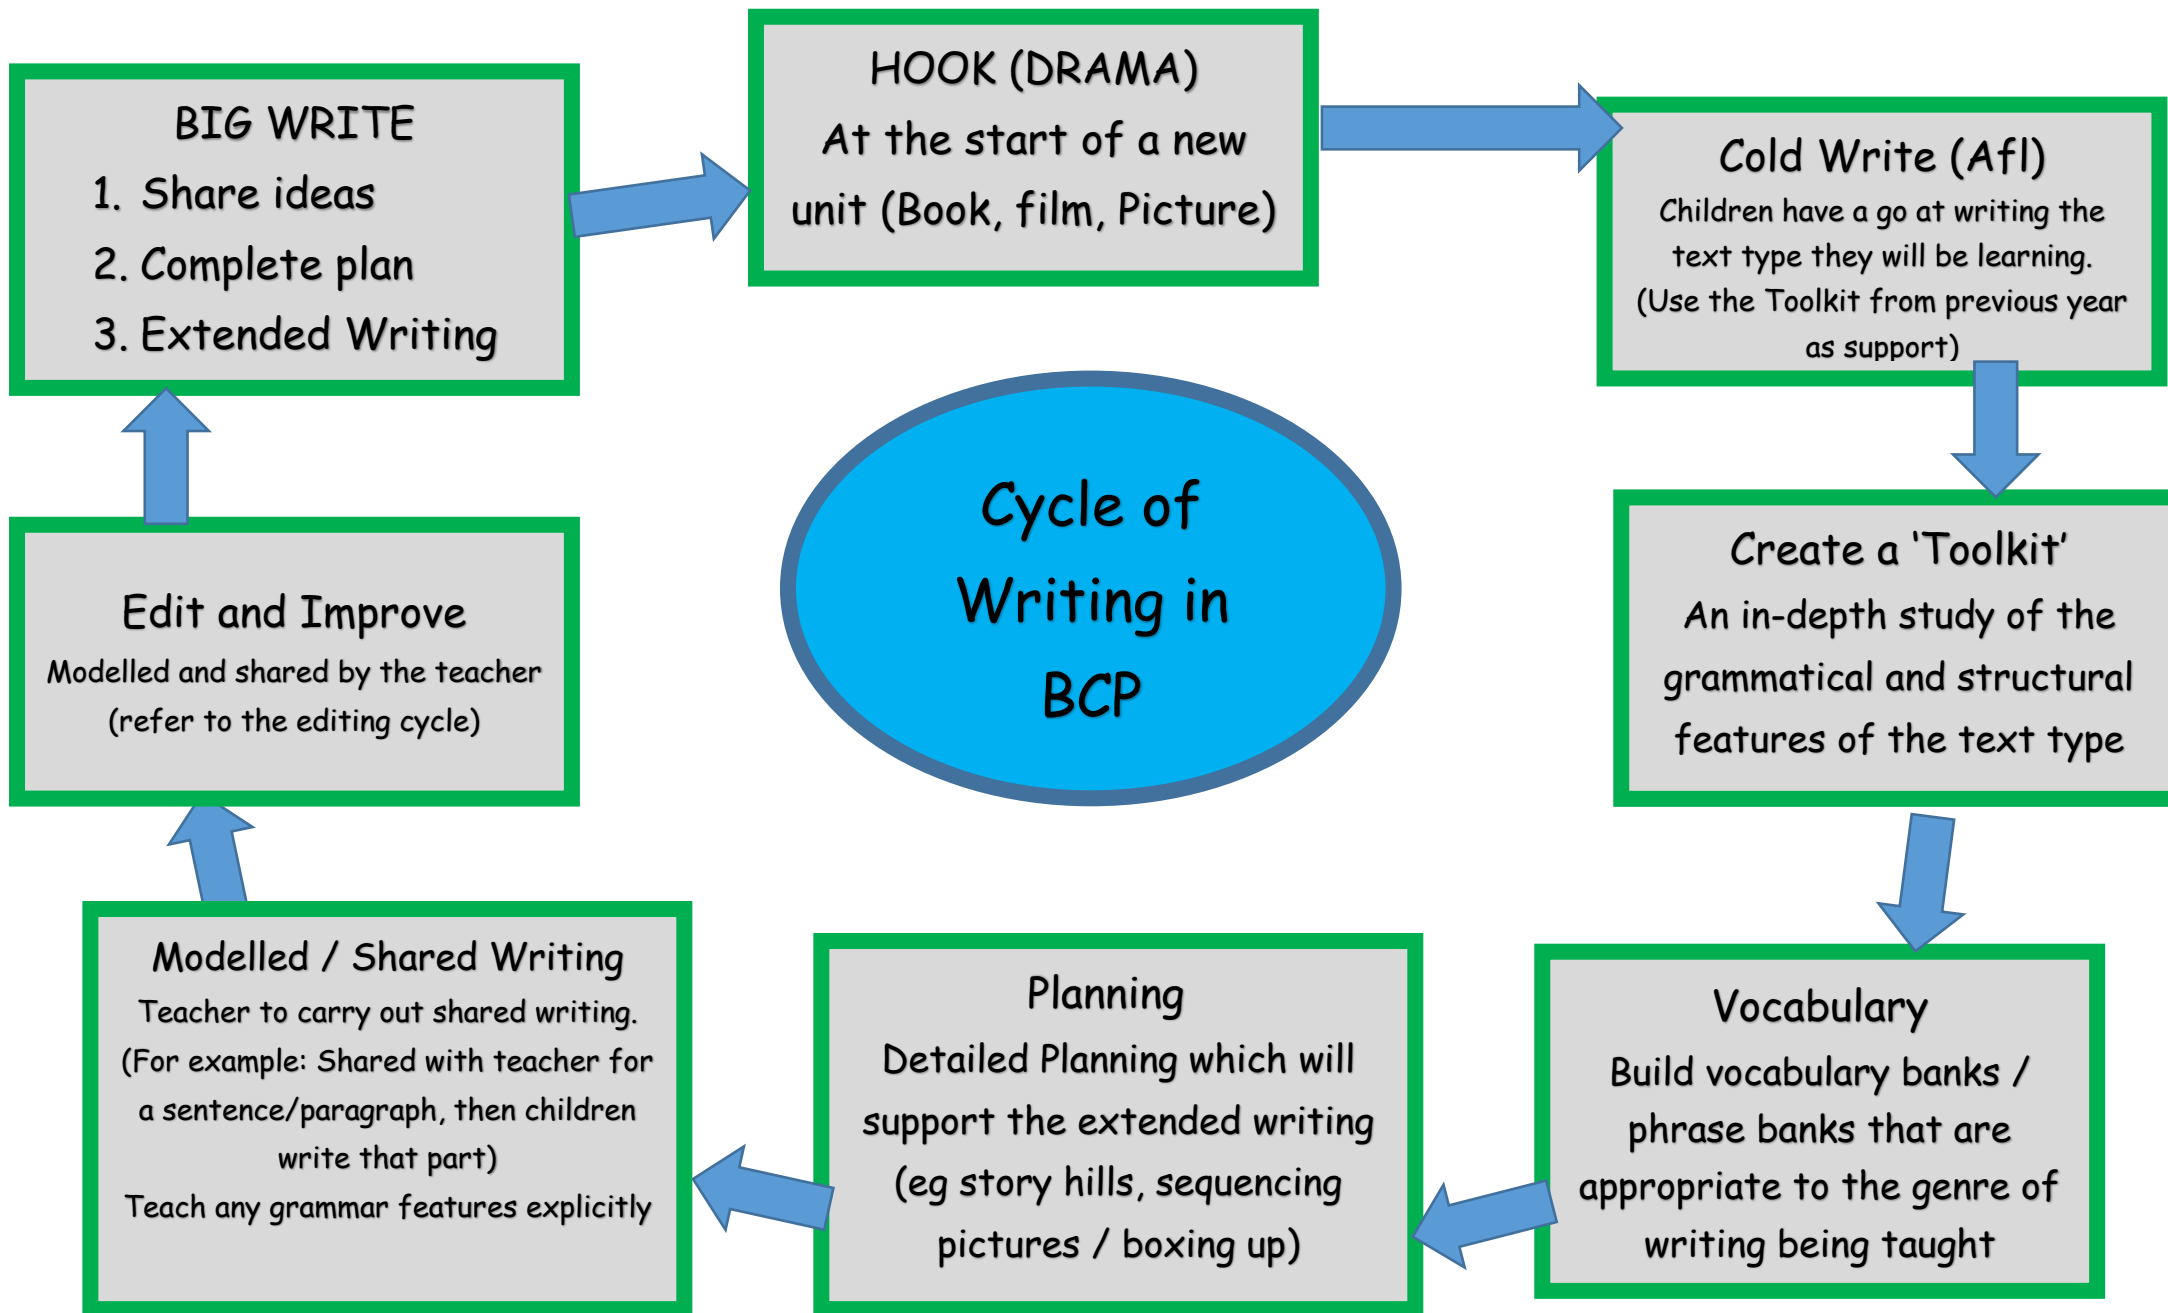 HOOK (DRAMA)
At the start of a new
unit (Book, film, Picture)
Cold Write (Afl)
Children have a go at writing the
text type they will be learning.
(Use the Toolkit from previous year
as support)
Create a ‘Toolkit’
An in-depth study of the
grammatical and structural
features of the text type
Vocabulary
Build vocabulary banks /
phrase banks that are
appropriate to the genre of
writing being taught
Planning
Detailed Planning which will
support the extended writing
(eg story hills, sequencing
pictures / boxing up)
Modelled / Shared Writing
Teacher to carry out shared writing.
(For example: Shared with teacher for
a sentence/paragraph, then children
write that part)
Teach any grammar features explicitly
Edit and Improve
Modelled and shared by the teacher
(refer to the editing cycle)
BIG WRITE
1. Share ideas
2. Complete plan
3. Extended Writing
Cycle of
Writing in
BCP